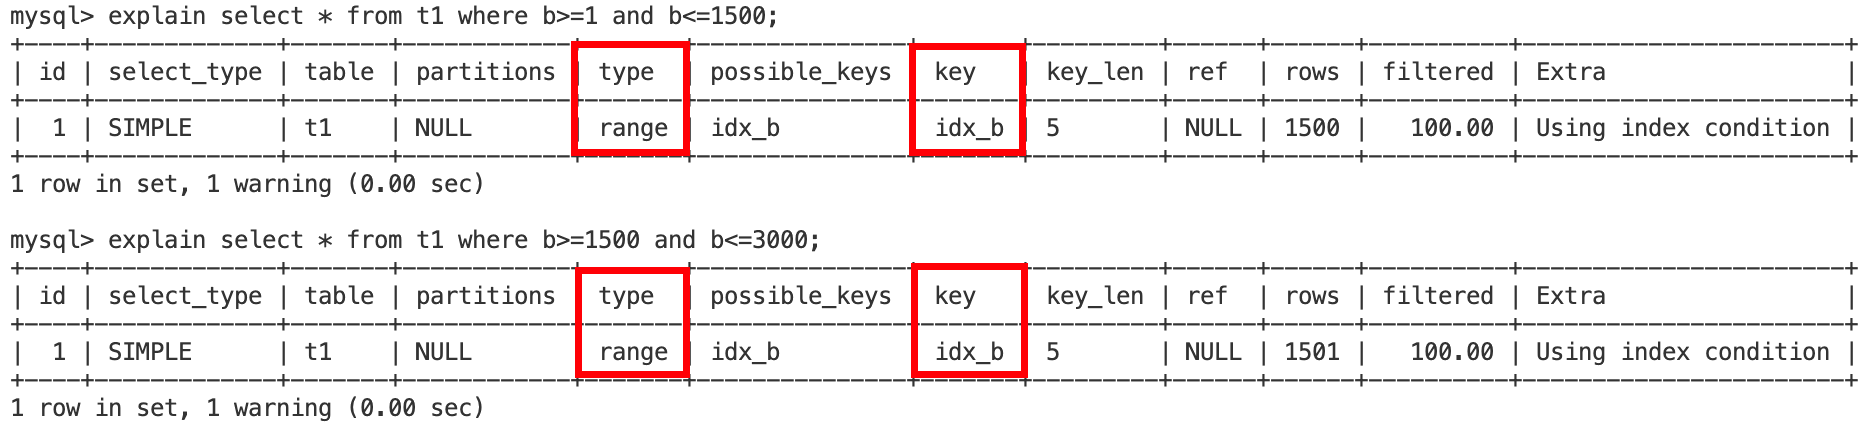 mysql> explain select * from t1 where b>=1 and b<=1500;
+----+-------------+-------+------------+-------+---------------+-------+---------+------+------+----------+-----------------------+
| id | select_type | table | partitions | type | possible_keys | key | key_len | ref | rows | filtered | Extra |
+----+-------------+-------+------------+-------+---------------+-------+---------+------+------+----------+-----------------------+
| 1 | SIMPLE | t1 | NULL | range | idx_b | idx_b | 5 | NULL | 1500 | 100.00 | Using index condition |
+----+-------------+-------+------------+-------+---------------+-------+---------+------+------+----------+-----------------------+
1 row in set, 1 warning (0.00 sec)
mysql> explain select * from t1 where b>=1500 and b<=3000;
+----+-------------+-------+------------+-------+---------------+-------+---------+------+------+----------+-----------------------+
| id | select_type | table | partitions | type | possible_keys | key | key_len | ref | rows | filtered | Extra |
+----+-------------+-------+------------+-------+---------------+-------+---------+------+------+----------+-----------------------+
| 1 | SIMPLE | t1 | NULL | range | idx_b | idx_b | 5 | NULL | 1501 | 100.00 | Using index condition |
+----+-------------+-------+------------+-------+---------------+-------+---------+------+------+----------+-----------------------+
1 row in set, 1 warning (0.00 sec)